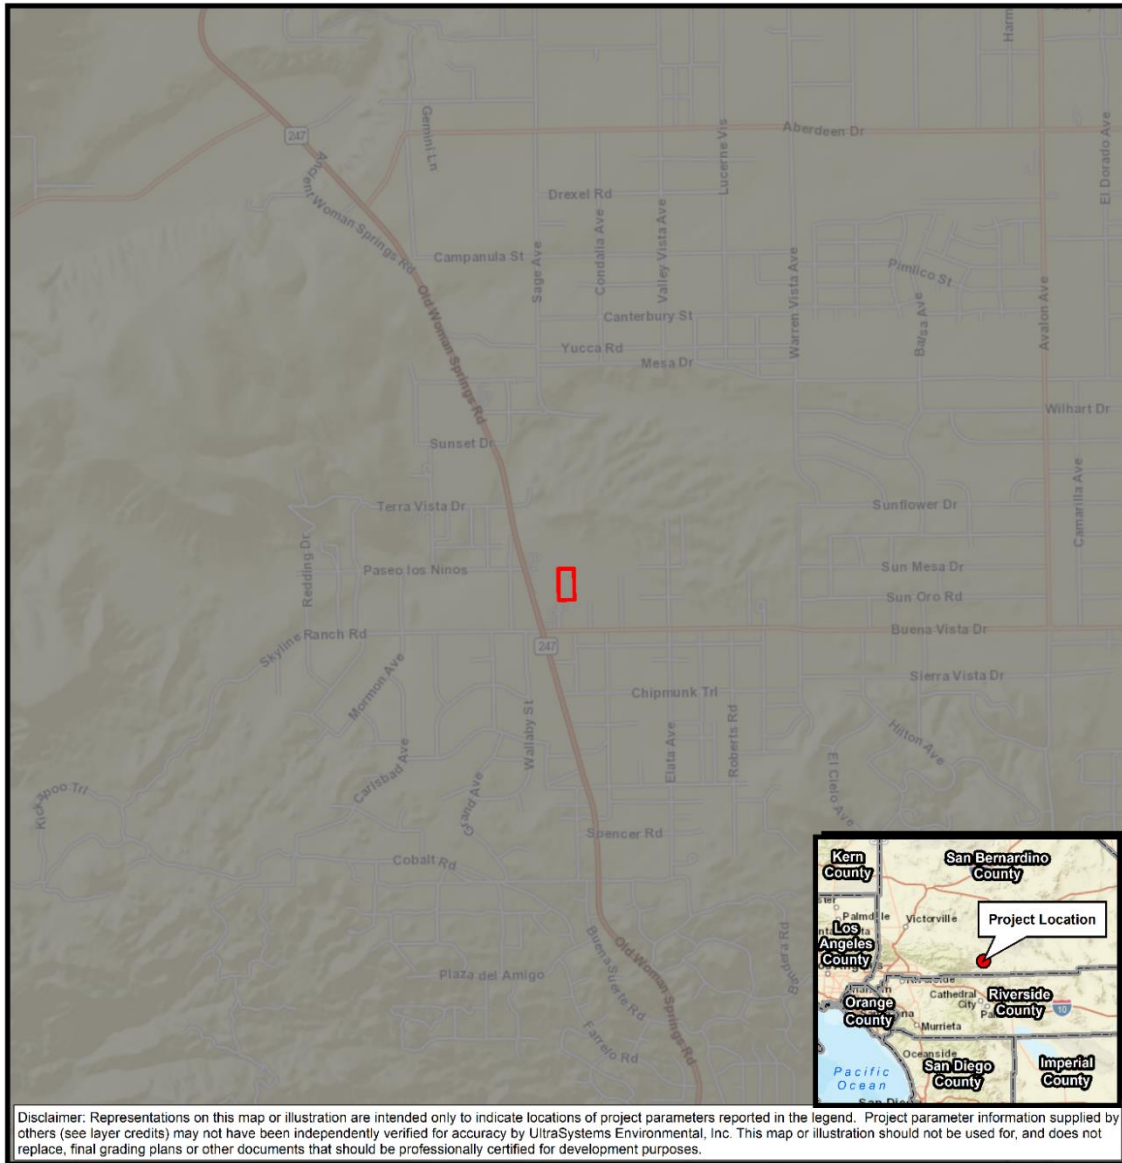 247
Gemini Ln
Aberdeen Dr
Lucerne Vis
El Dorado Ave
Ancient Woman Springs Rd
Drexel Rd
Sage Ave
Condalia Ave
Valley Vista Ave
Campanula St
Warren Vista Ave
Pimlico St
Balsa Ave
Avalon Ave
Old Woman Springs Rd
Canterbury St
Yucca Rd
Mesa Dr
Wilhart Dr
Sunset Dr
Camarilla Ave
Terra Vista Dr
Sunflower Dr
Redding Dr
Paseo los Ninos
Sun Mesa Dr
Sun Oro Rd
Skyline Ranch Rd
Buena Vista Dr
247
Mormon Ave
Wallaby St
Chipmunk Trl
Sierra Vista Dr
Elata Ave
Roberts Rd
Hilton Ave
Kickapoo Trl
Carlsbad Ave
Grand Ave
El Cielo Ave
Spencer Rd
Cobalt Rd
Buena Suerte Rd
Old Woman Springs Rd
Bandera Rd
Plaza del Amigo
Farrelo Rd
Kern
County
San Bernardino
County
Victorville
Project Location
Los
Angeles
County
Orange
County
Cathedral
City
Riverside
County
10
Murrieta
Oceanside
San Diego
County
Imperial
County
Pacific
Ocean
Disclaimer: Representations on this map or illustration are intended only to indicate locations of project parameters reported in the legend. Project parameter information supplied by
others (see layer credits) may not have been independently verified for accuracy by UltraSystems Environmental, Inc. This map or illustration should not be used for, and does not
replace, final grading plans or other documents that should be professionally certified for development purposes.